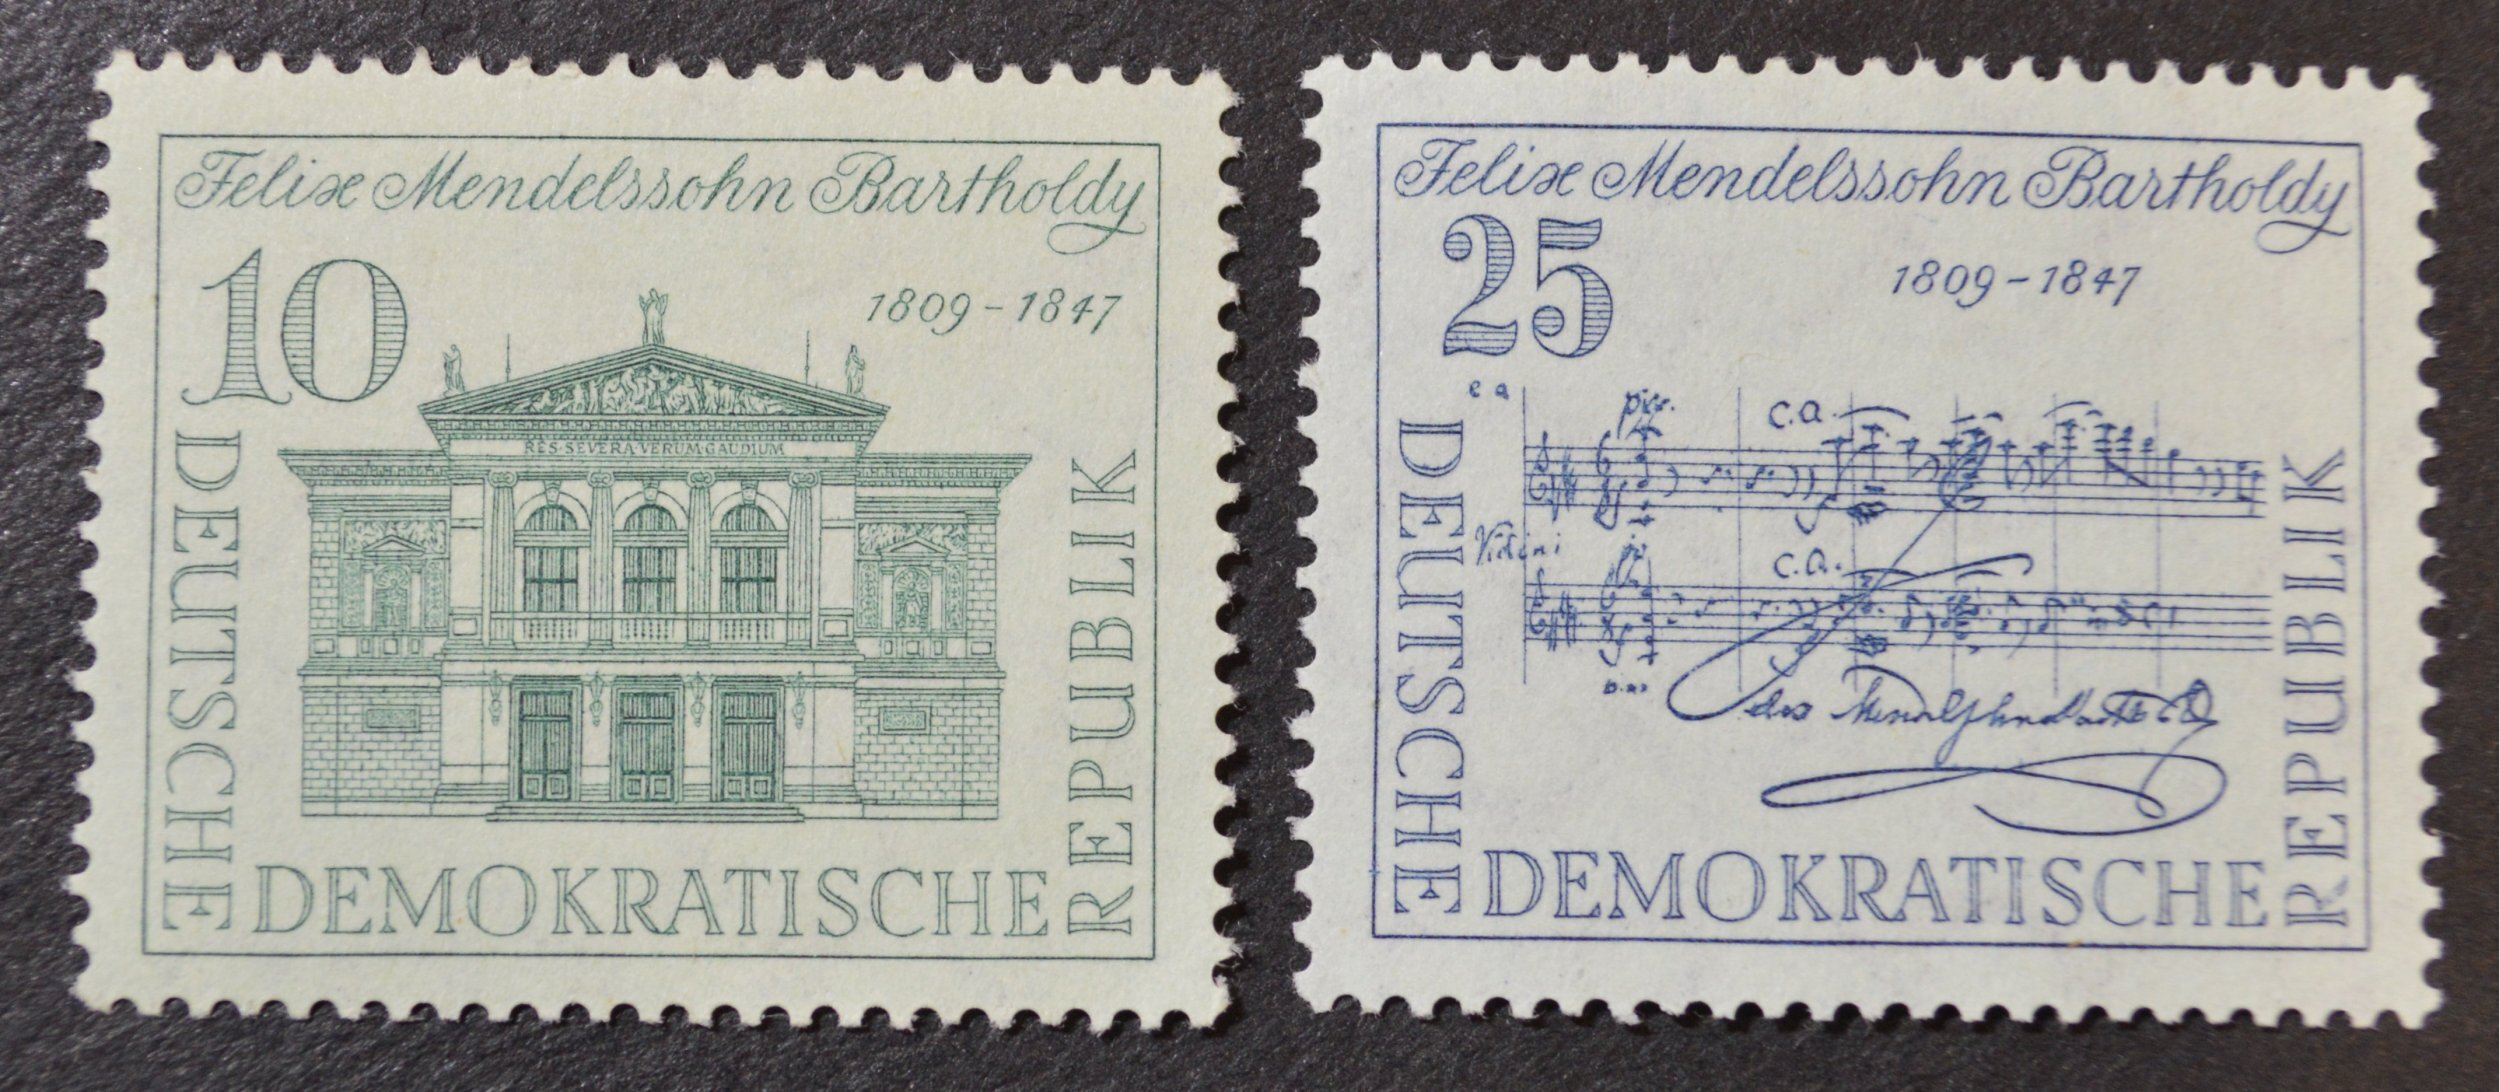 Felix Mendelssohn Bartholdy
10
1809-1847
RES·SEVERA·VERUM·GAUDIUM
DEUTSCHE
DEMOKRATISCHE
REPUBLIK
Felix Mendelssohn Bartholdy
25
1809-1847
c.a.
Violini
c.a.
DEUTSCHE
DEMOKRATISCHE
REPUBLIK